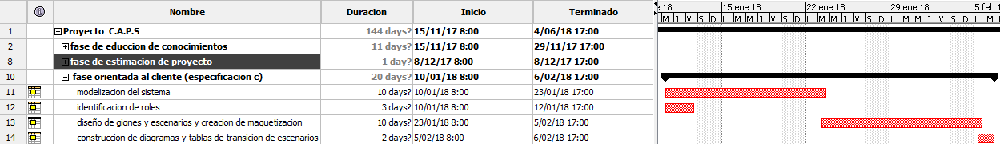 Nombre Duracion Inicio Terminado e 18 15 ene 18 22 ene 18 29 ene 18 5 feb 1
M J V S D L M M J V S D L M M J V S D L M M J V S D L M
1 Proyecto C.A.P.S 144 days? 15/11/17 8:00 4/06/18 17:00
2 fase de educcion de conocimientos 11 days? 15/11/17 8:00 29/11/17 17:00
8 fase de estimacion de proyecto 1 day? 8/12/17 8:00 8/12/17 17:00
10 fase orientada al cliente (especificacion c) 20 days? 10/01/18 8:00 6/02/18 17:00
11 modelizacion del sistema 10 days? 10/01/18 8:00 23/01/18 17:00
12 identificacion de roles 3 days? 10/01/18 8:00 12/01/18 17:00
13 diseño de giones y escenarios y creacion de maquetizacion 10 days? 23/01/18 8:00 5/02/18 17:00
14 construccion de diagramas y tablas de transicion de escenarios 2 days? 5/02/18 8:00 6/02/18 17:00